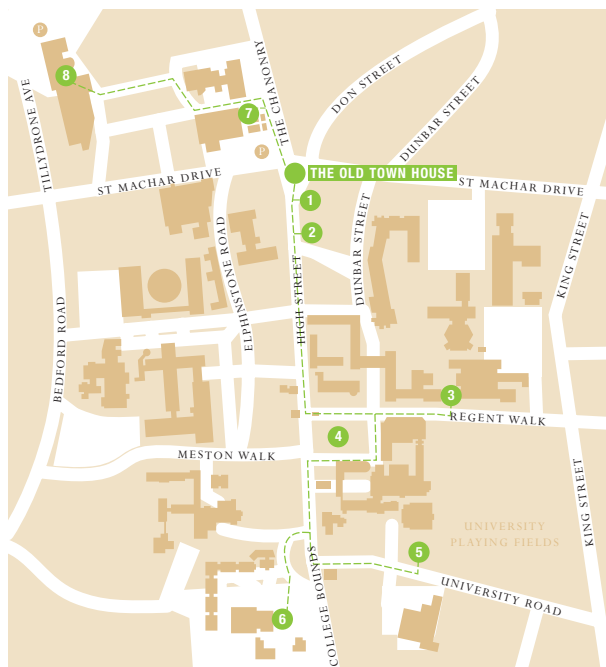 P
8
THE CHANONRY
DON STREET
7
DUNBAR STREET
TILLYDRONE AVE
P
THE OLD TOWN HOUSE
ST MACHAR DRIVE
ST MACHAR DRIVE
1
2
DUNBAR STREET
ELPHINSTONE ROAD
HIGH STREET
KING STREET
BEDFORD ROAD
3
REGENT WALK
4
MESTON WALK
UNIVERSITY
PLAYING FIELDS
KING STREET
5
UNIVERSITY ROAD
COLLEGE BOUNDS
6